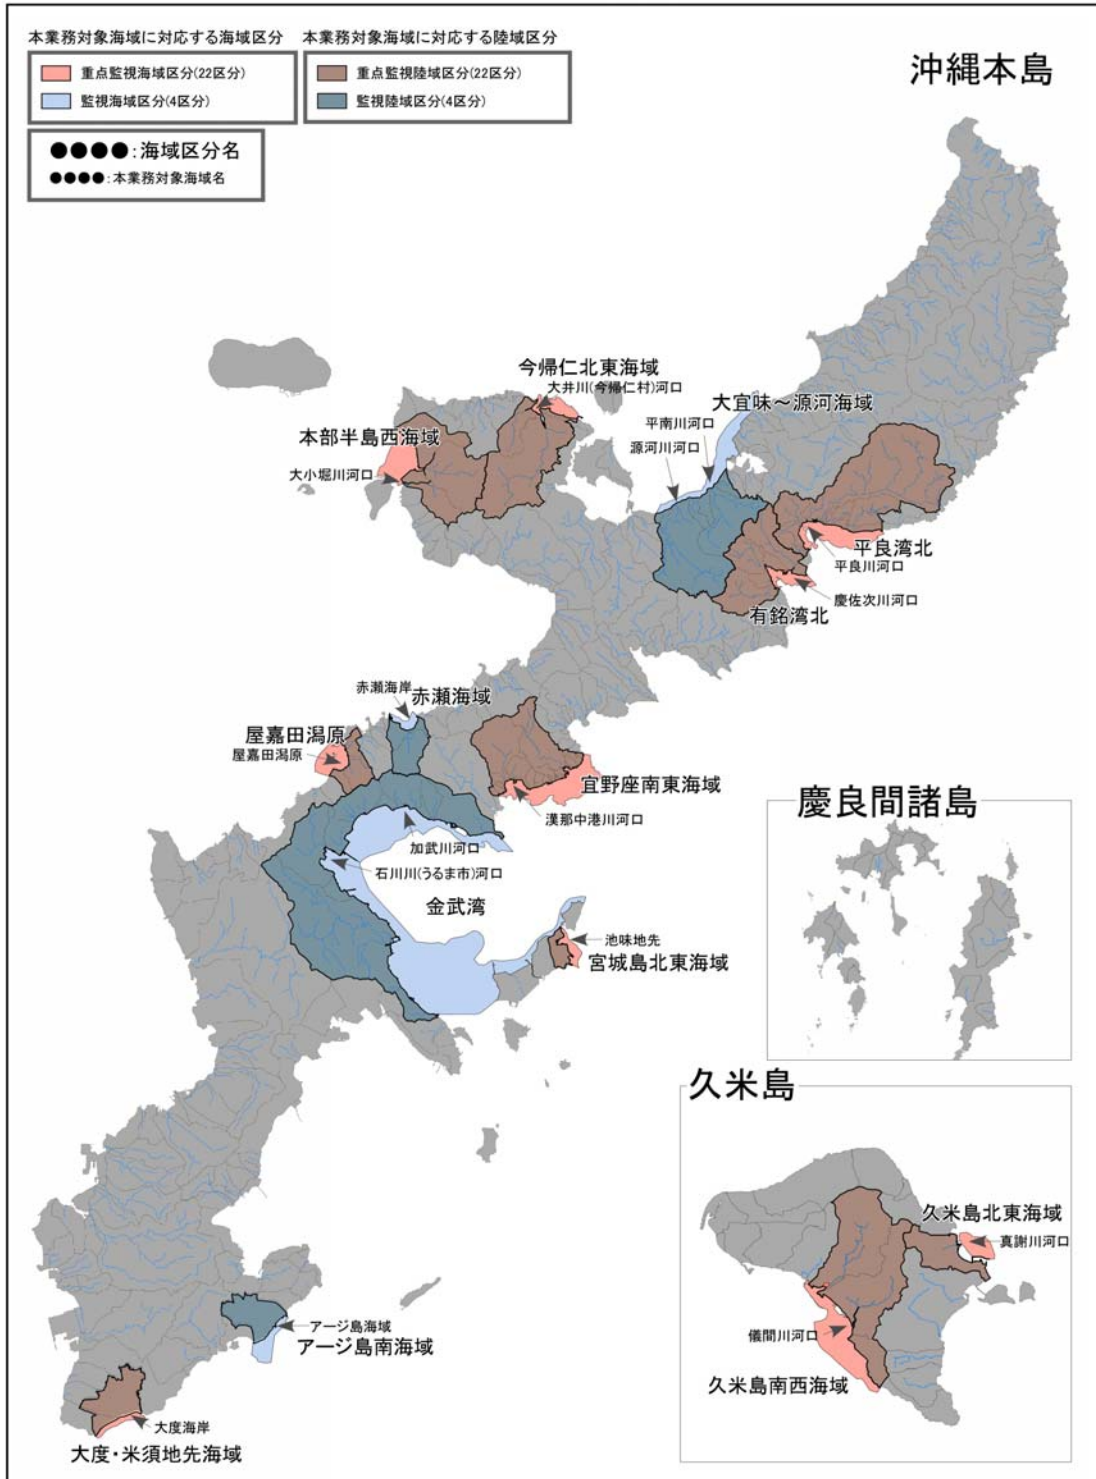 本業務対象海域に対応する海域区分
本業務対象海域に対応する陸域区分
重点監視海域区分(22区分)
監視海域区分(4区分)
重点監視陸域区分(22区分)
監視陸域区分(4区分)
●●●●:海域区分名
●●●●:本業務対象海域名
沖縄本島
今帰仁北東海域
大井川(今帰仁村)河口
大宜味～源河海域
平南川河口
源河川河口
本部半島西海域
大小堀川河口
平良湾北
平良川河口
慶佐次川河口
有銘湾北
赤瀬海岸
赤瀬海域
屋嘉田潟原
屋嘉田潟原
宜野座南東海域
漢那中港川河口
加武川河口
石川川(うるま市)河口
金武湾
池味地先
宮城島北東海域
慶良間諸島
久米島
久米島北東海域
真謝川河口
儀間川河口
久米島南西海域
アージ島海域
アージ島南海域
大度海岸
大度・米須地先海域